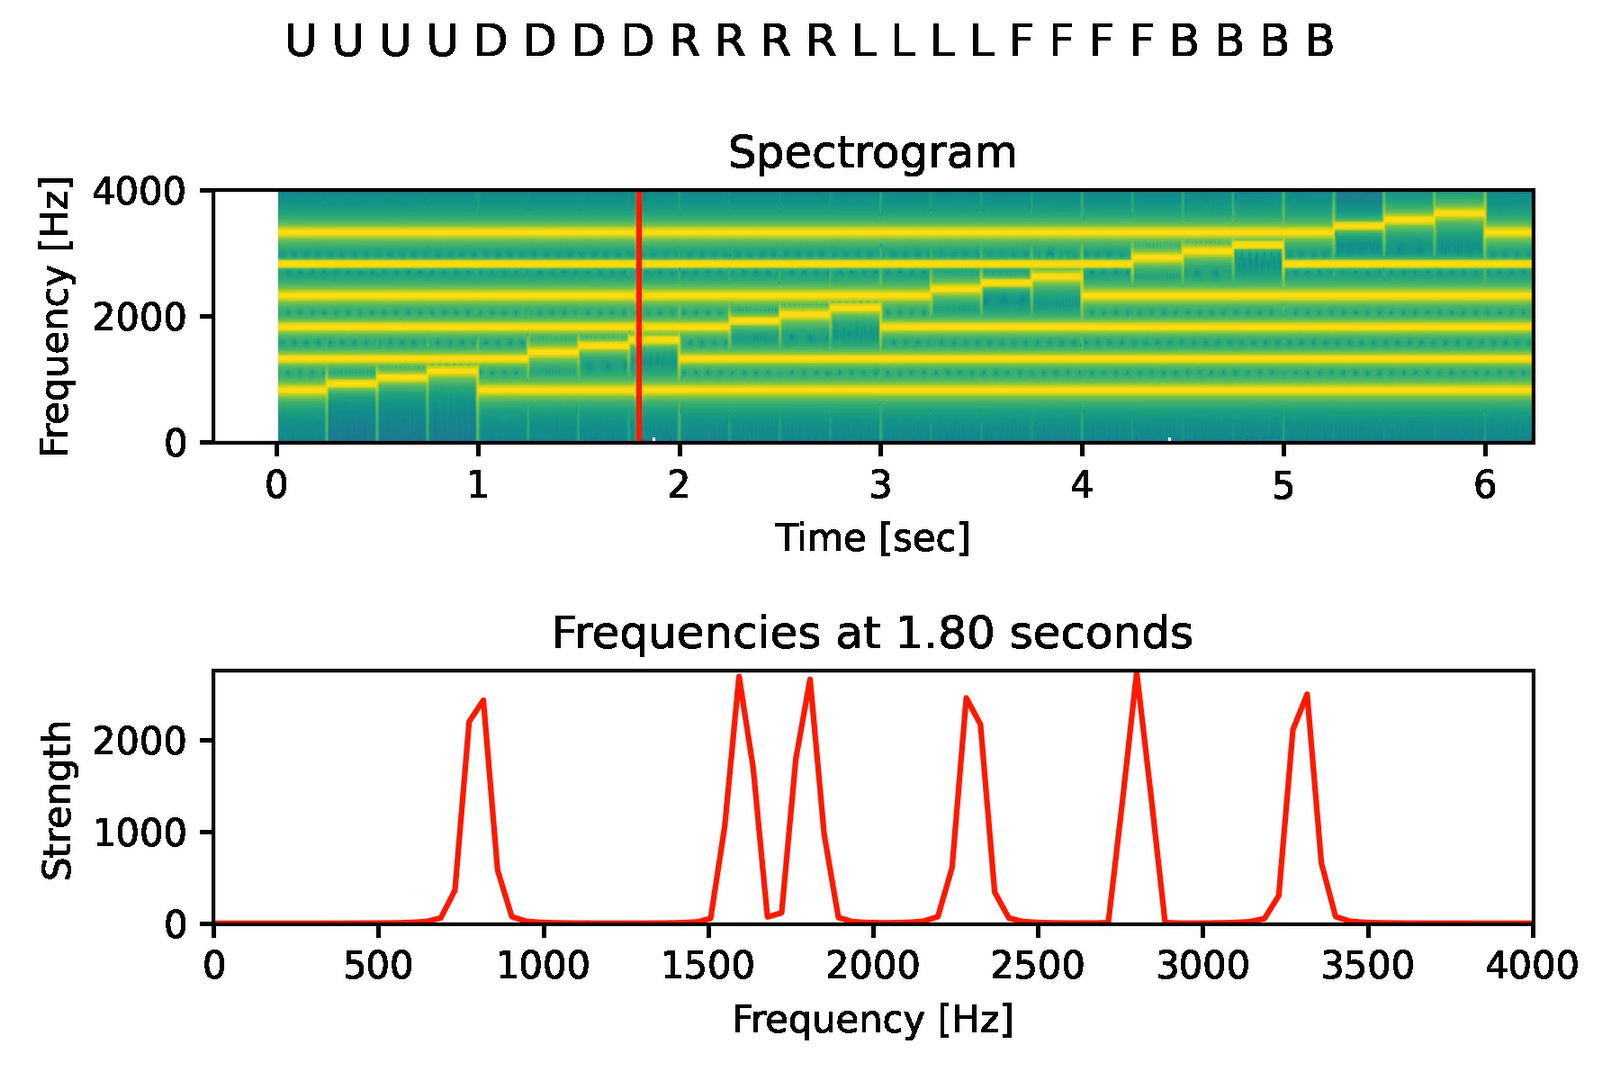 U U U U D D D D R R R R L L L L F F F F B B B B
Spectrogram
Frequency [Hz]
4000
2000
0
0 1 2 3 4 5 6
Time [sec]
Frequencies at 1.80 seconds
Strength
2000
1000
0
0 500 1000 1500 2000 2500 3000 3500 4000
Frequency [Hz]